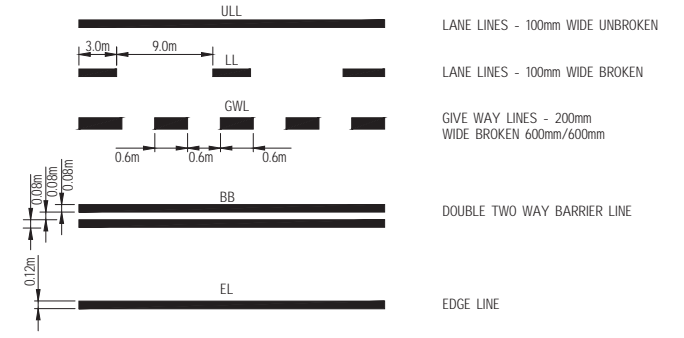 ULL
LANE LINES - 100mm WIDE UNBROKEN
3.0m 9.0m
LL
LANE LINES - 100mm WIDE BROKEN
GWL
GIVE WAY LINES - 200mm
WIDE BROKEN 600mm/600mm
0.6m 0.6m 0.6m
0.08m
0.08m
0.08m
BB
DOUBLE TWO WAY BARRIER LINE
0.12m
EL
EDGE LINE